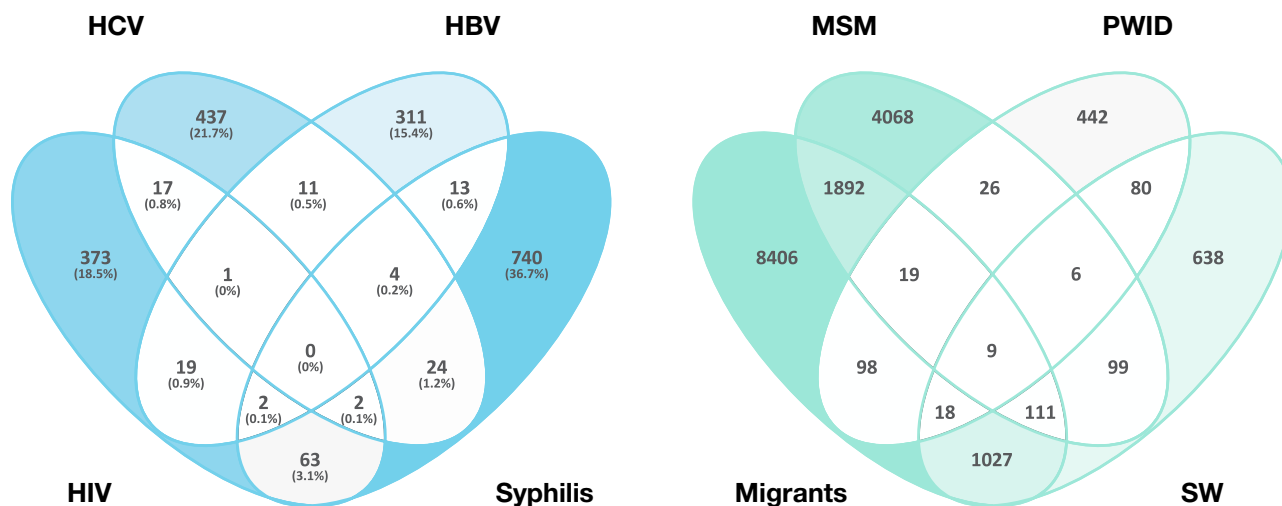 HCV HBV MSM PWID
437 311 4068 442
(21.7%) (15.4%)
17 11 13 1892 26 80
(0.8%) (0.5%) (0.6%)
373 1 4 740 8406 19 6 638
(18.5%) (0%) (0.2%) (36.7%)
19 0 24 98 9 99
(0.9%) (0%) (1.2%)
2 2 18 111
(0.1%) (0.1%)
63 1027
(3.1%)
HIV Syphilis Migrants SW